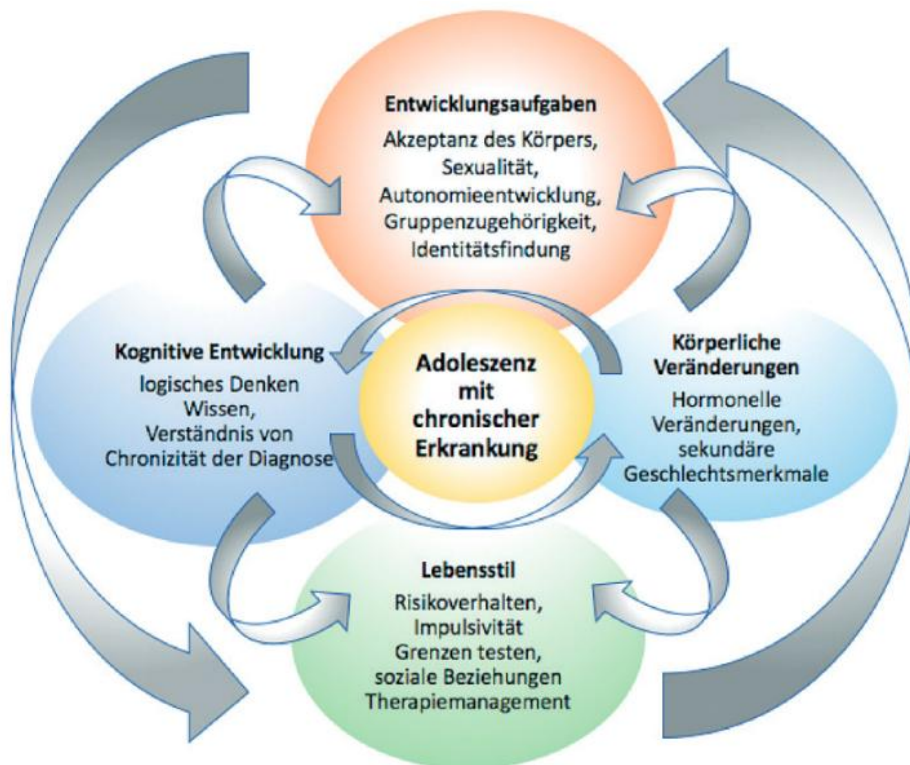 Entwicklungsaufgaben
Akzeptanz des Körpers,
Sexualität,
Autonomieentwicklung,
Gruppenzugehörigkeit,
Identitätsfindung
Kognitive Entwicklung
logisches Denken
Wissen,
Verständnis von
Chronizität der Diagnose
Adoleszenz
mit
chronischer
Erkrankung
Körperliche
Veränderungen
Hormonelle
Veränderungen,
sekundäre
Geschlechtsmerkmale
Lebensstil
Risikoverhalten,
Impulsivität
Grenzen testen,
soziale Beziehungen
Therapiemanagement